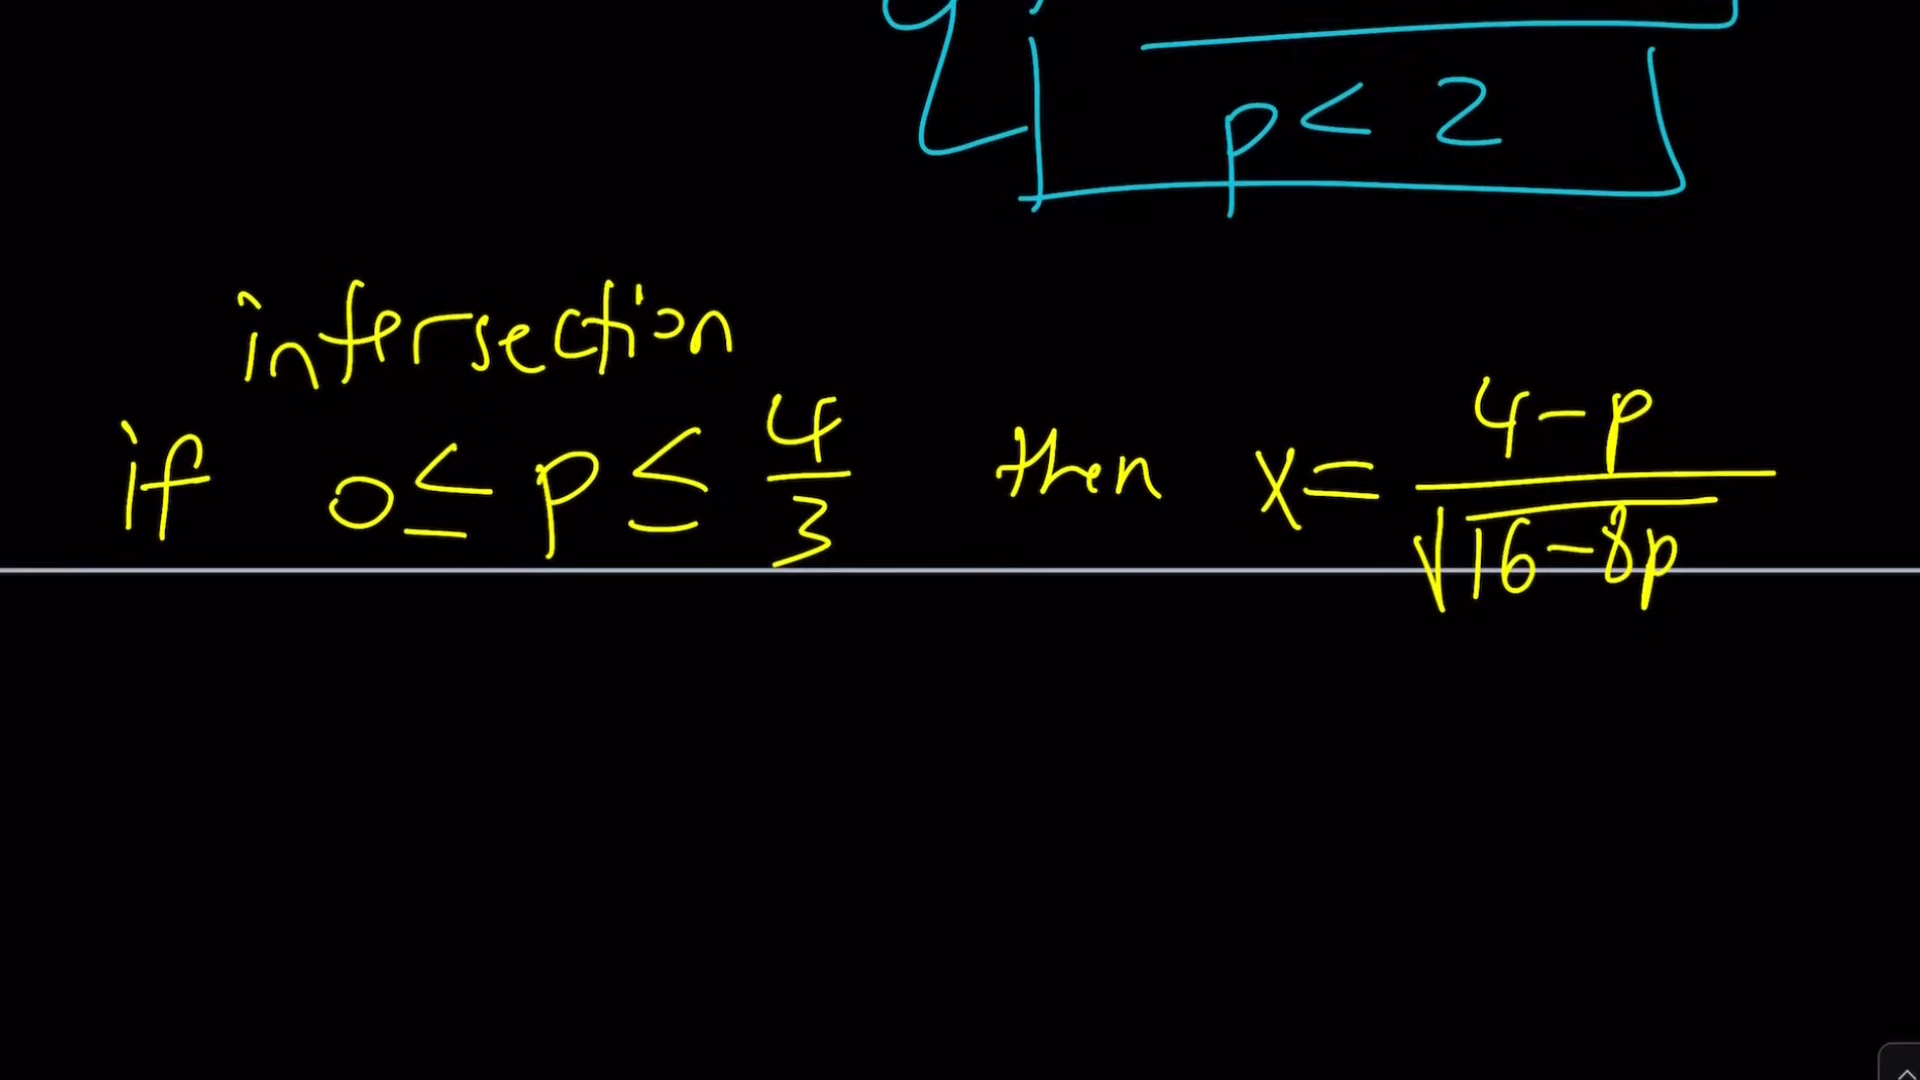 p < 2
intersection
if 0 ≤ p ≤ 4/3 then x = (4-p)/√(16-8p)